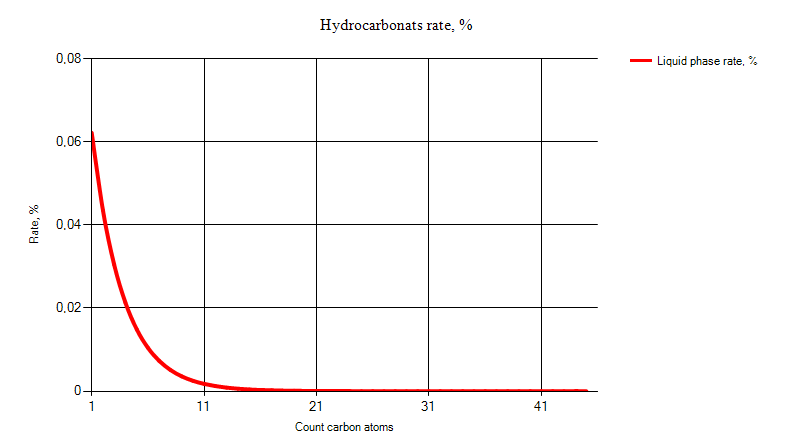 Hydrocarbonats rate, %
Liquid phase rate, %
0,08
0,06
0,04
0,02
0
Rate, %
1 11 21 31 41
Count carbon atoms